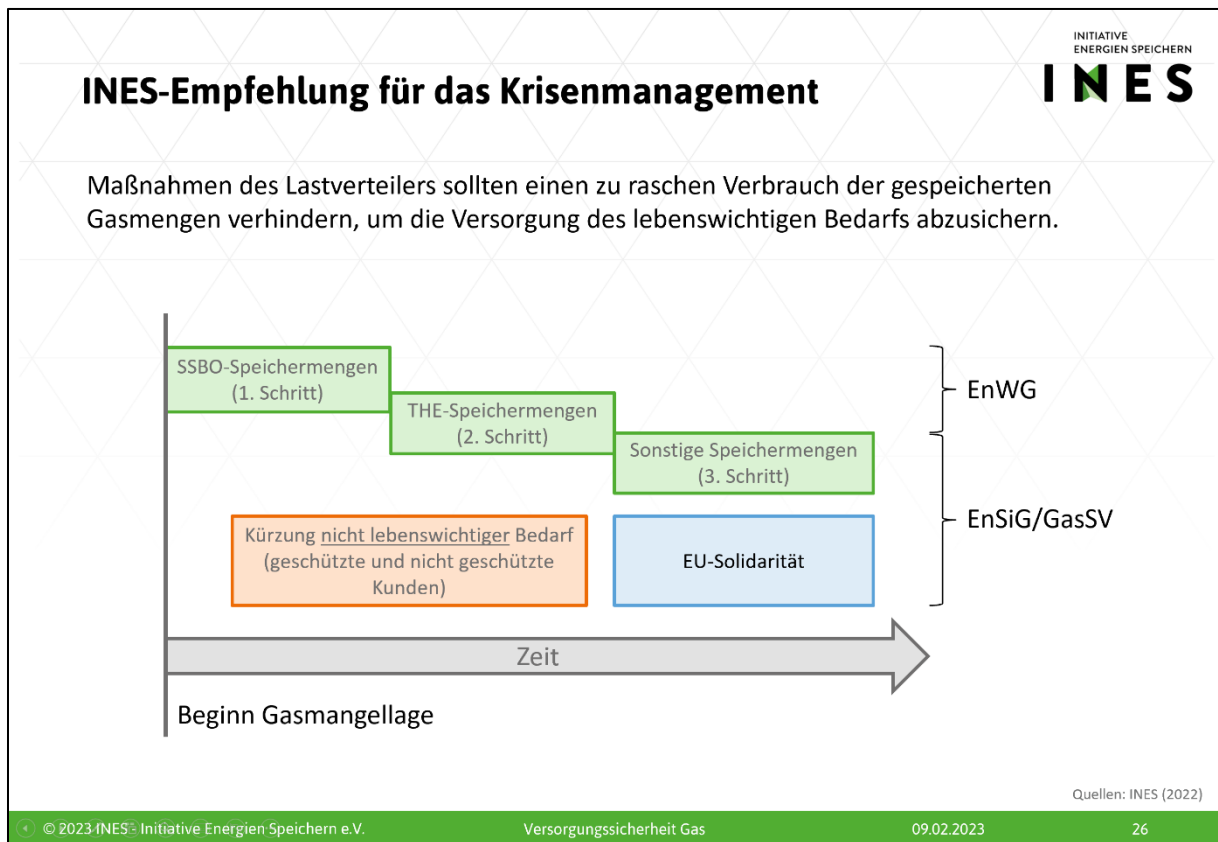 INITIATIVE
ENERGIEN SPEICHERN
INES
INES-Empfehlung für das Krisenmanagement
Maßnahmen des Lastverteilers sollten einen zu raschen Verbrauch der gespeicherten
Gasmengen verhindern, um die Versorgung des lebenswichtigen Bedarfs abzusichern.
SSBO-Speichermengen
(1. Schritt)
THE-Speichermengen
(2. Schritt)
Sonstige Speichermengen
(3. Schritt)
EnWG
EnSiG/GasSV
Kürzung nicht lebenswichtiger Bedarf
(geschützte und nicht geschützte
Kunden)
EU-Solidarität
Zeit
Beginn Gasmangellage
Quellen: INES (2022)
© 2023 INES - Initiative Energien Speichern e.V. Versorgungssicherheit Gas 09.02.2023 26